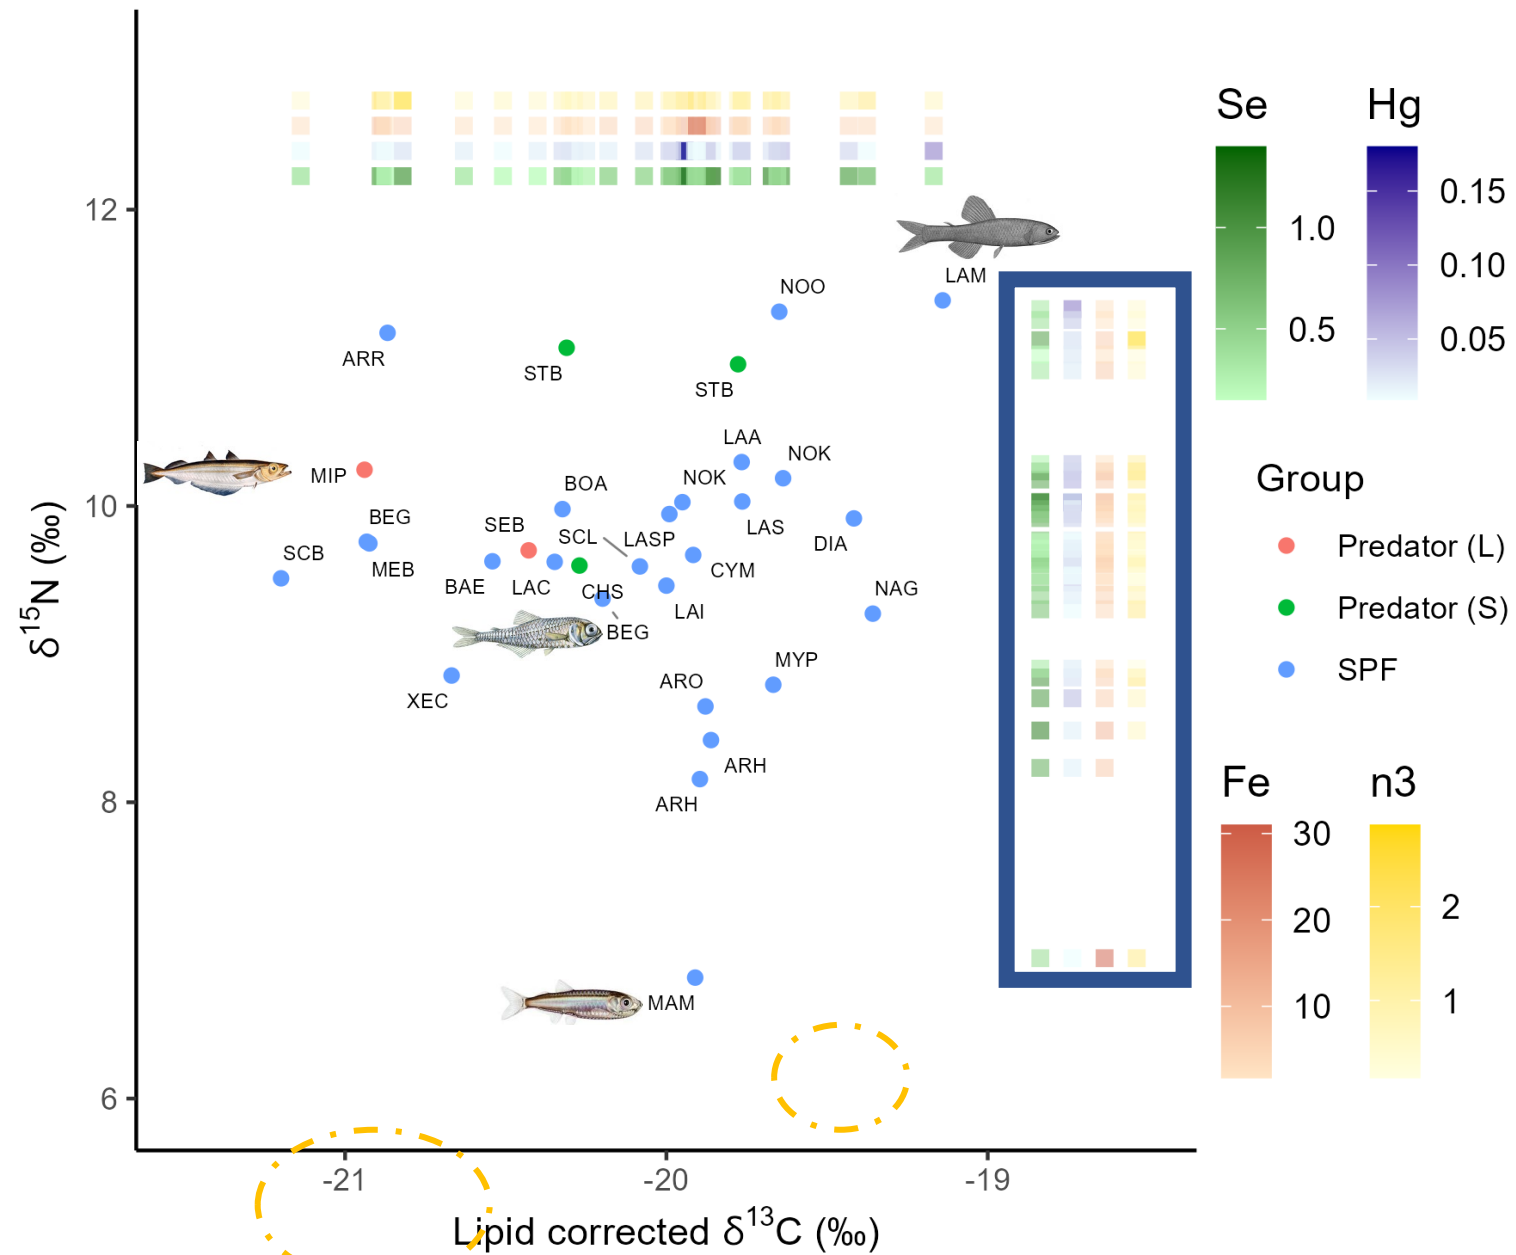 Se
Hg
0.15
1.0
0.10
0.5
0.05
12
LAM
NOO
ARR
STB
STB
LAA
NOK
NOK
MIP
BOA
10
BEG
SEB
SCL
LASP
LAS
DIA
SCB
MEB
BAE
LAC
CHS
CYM
NAG
LAI
BEG
MYP
ARO
XEC
ARH
ARH
8
MAM
6
δ15N (‰)
-21
-20
-19
Lipid corrected δ13C (‰)
Group
Predator (L)
Predator (S)
SPF
Fe
n3
30
20
10
2
1